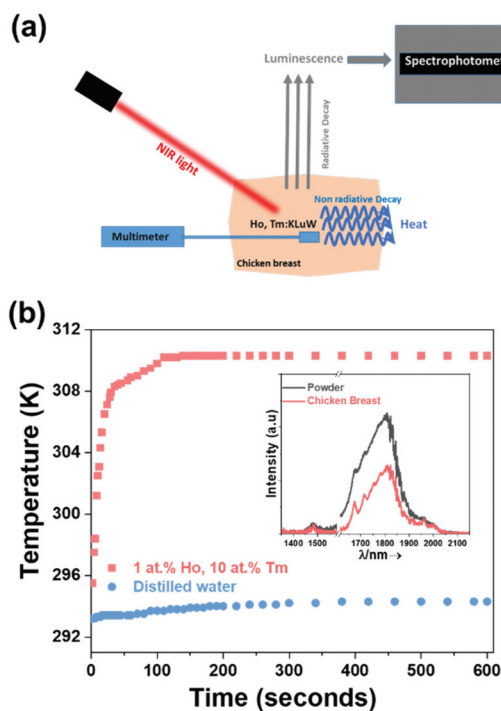 (a)
Luminescence
Spectrophotomet
Radiative Decay
NIR light
Non radiative Decay
Ho, Tm:KLuW
Multimeter
Heat
Chicken breast
(b)
312
308
304
300
296
292
Temperature (K)
0 100 200 300 400 500 600
Time (seconds)
1 at.% Ho, 10 at.% Tm
Distilled water
Powder
Chicken Breast
Intensity (a.u)
1400 1500 1700 1800 1900 2000 2100
λ/nm→